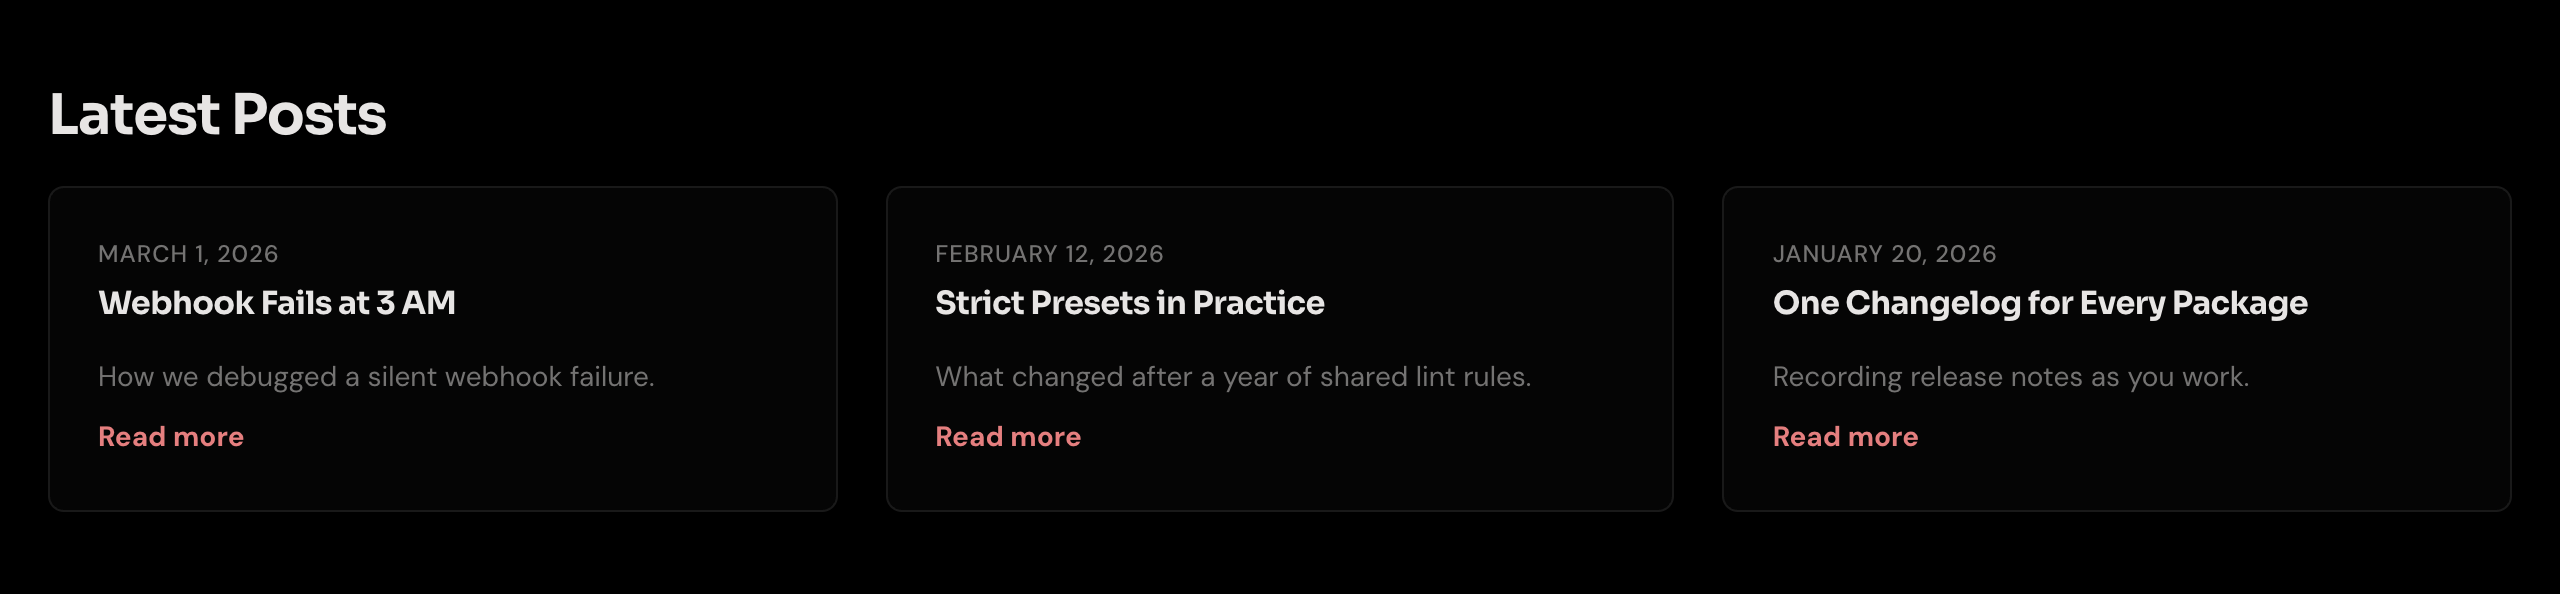 Latest Posts
MARCH 1, 2026
Webhook Fails at 3 AM
How we debugged a silent webhook failure.
Read more
FEBRUARY 12, 2026
Strict Presets in Practice
What changed after a year of shared lint rules.
Read more
JANUARY 20, 2026
One Changelog for Every Package
Recording release notes as you work.
Read more